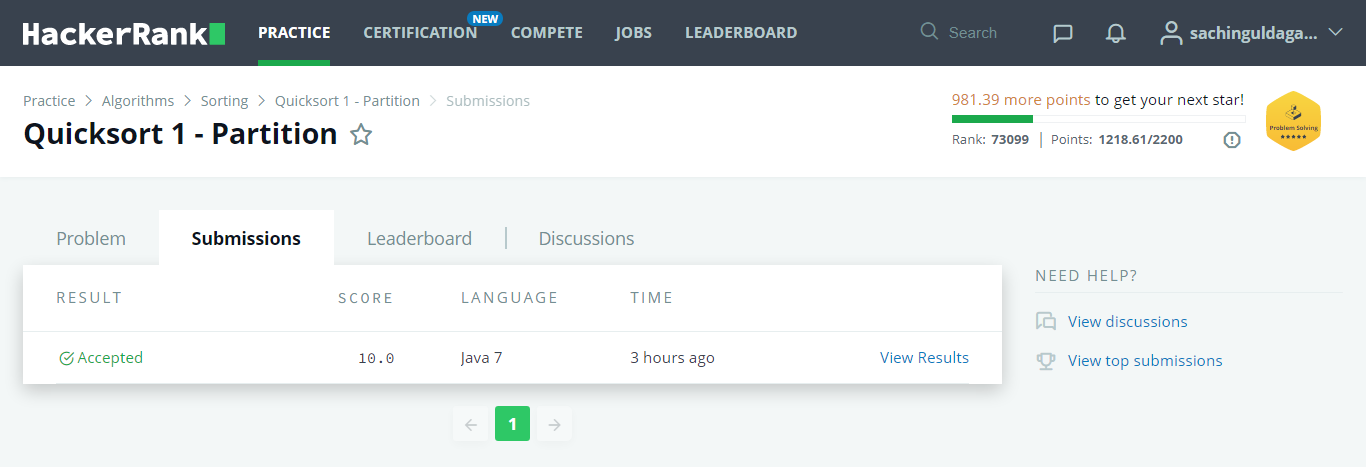 NEW
HackerRank PRACTICE CERTIFICATION COMPETE JOBS LEADERBOARD Search sachinguldaga...
Practice > Algorithms > Sorting > Quicksort 1 - Partition > Submissions
Quicksort 1 - Partition
981.39 more points to get your next star!
Rank: 73099 | Points: 1218.61/2200
Problem Solving
Problem Submissions Leaderboard | Discussions
RESULT SCORE LANGUAGE TIME
Accepted 10.0 Java 7 3 hours ago View Results
1
NEED HELP?
View discussions
View top submissions